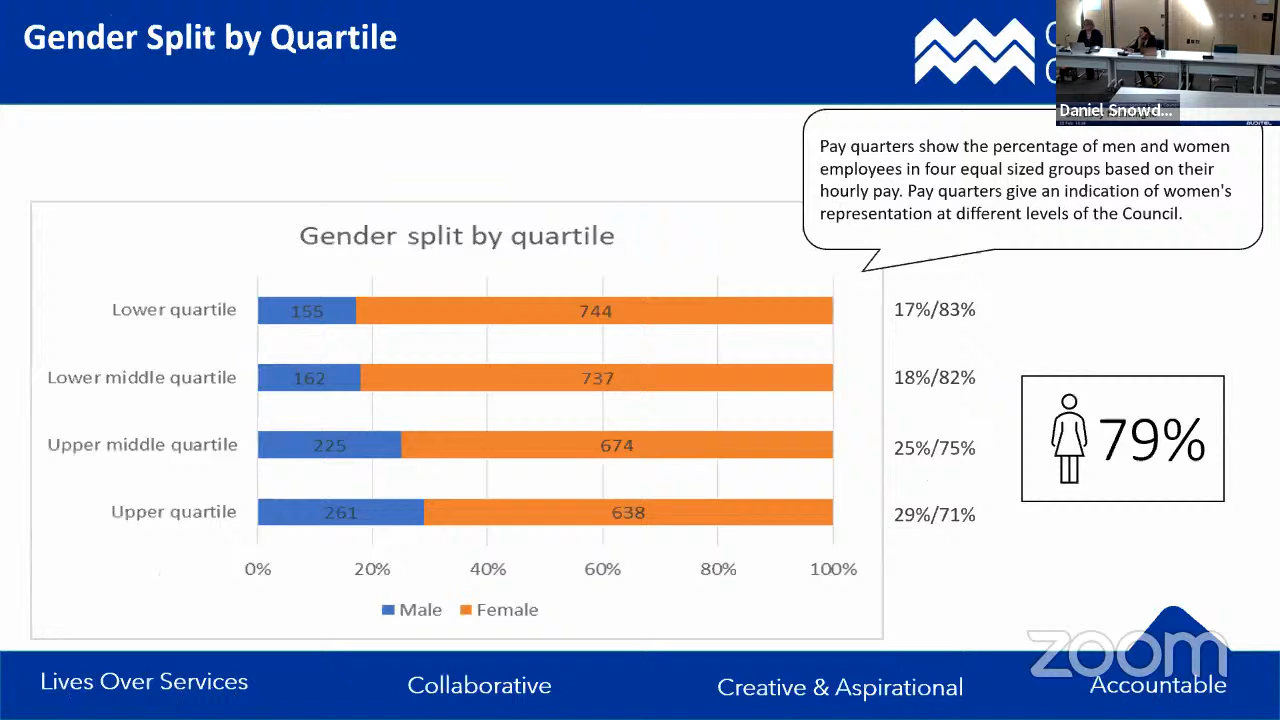 Gender Split by Quartile
Daniel Snowd...
Pay quarters show the percentage of men and women
employees in four equal sized groups based on their
hourly pay. Pay quarters give an indication of women's
representation at different levels of the Council.
Gender split by quartile
Lower quartile 155 744 17%/83%
Lower middle quartile 162 737 18%/82%
Upper middle quartile 225 674 25%/75%
Upper quartile 261 638 29%/71%
79%
0% 20% 40% 60% 80% 100%
Male Female
zoom
Lives Over Services
Collaborative
Creative & Aspirational
Accountable